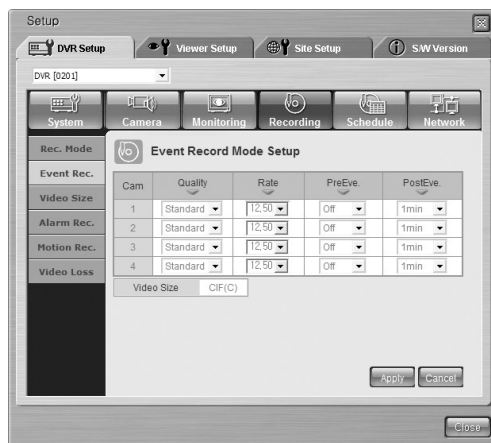 Setup
DVR Setup Viewer Setup Site Setup S/W Version
DVR [0201]
System Camera Monitoring Recording Schedule Network
Rec. Mode
Event Rec.
Video Size
Alarm Rec.
Motion Rec.
Video Loss
Event Record Mode Setup
Cam Quality Rate PreEve. PostEve.
1 Standard 12,50 Off 1min
2 Standard 12,50 Off 1min
3 Standard 12,50 Off 1min
4 Standard 12,50 Off 1min
Video Size CIF(C)
Apply Cancel
Close